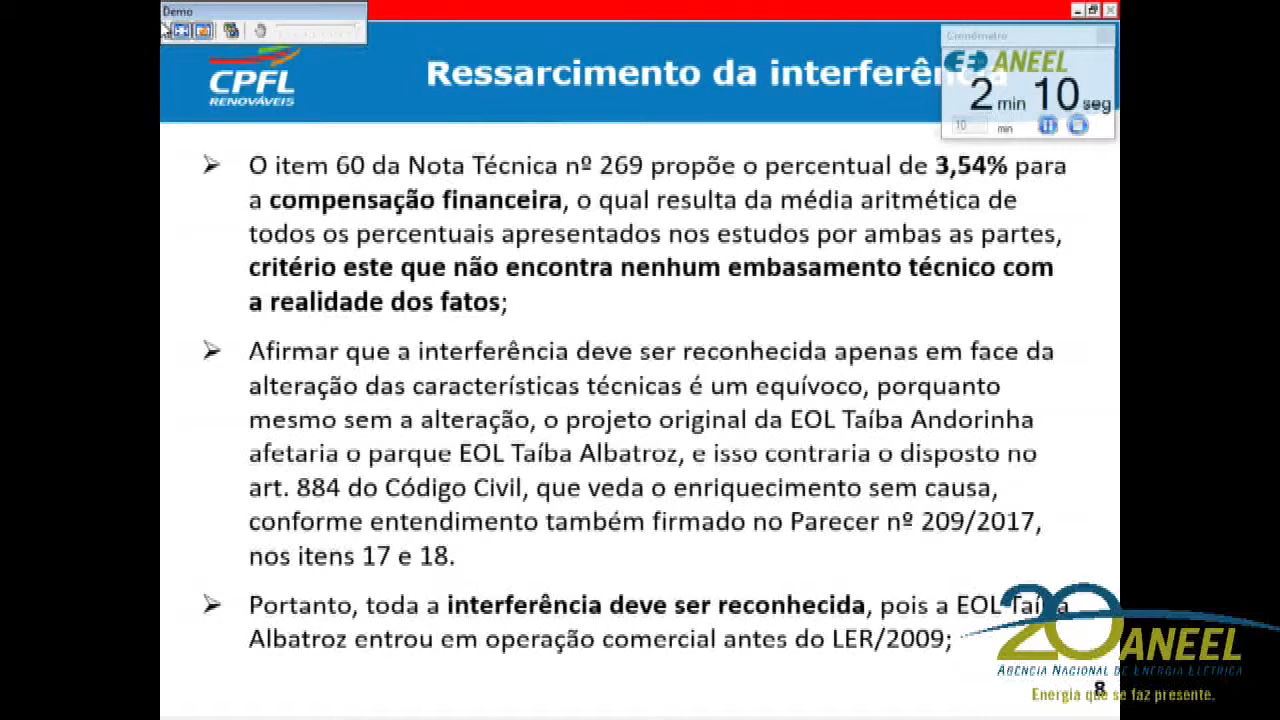 Demo
CPFL
RENOVÁVEIS
Ressarcimento da interferência
Cronômetro
ANEEL
2 min 10 seg
10 min
➢ O item 60 da Nota Técnica nº 269 propõe o percentual de 3,54% para
a compensação financeira, o qual resulta da média aritmética de
todos os percentuais apresentados nos estudos por ambas as partes,
critério este que não encontra nenhum embasamento técnico com
a realidade dos fatos;
➢ Afirmar que a interferência deve ser reconhecida apenas em face da
alteração das características técnicas é um equívoco, porquanto
mesmo sem a alteração, o projeto original da EOL Taíba Andorinha
afetaria o parque EOL Taíba Albatroz, e isso contraria o disposto no
art. 884 do Código Civil, que veda o enriquecimento sem causa,
conforme entendimento também firmado no Parecer nº 209/2017,
nos itens 17 e 18.
➢ Portanto, toda a interferência deve ser reconhecida, pois a EOL Taíba
Albatroz entrou em operação comercial antes do LER/2009;
20 ANEEL
AGÊNCIA NACIONAL DE ENERGIA ELÉTRICA
8
Energia que se faz presente.